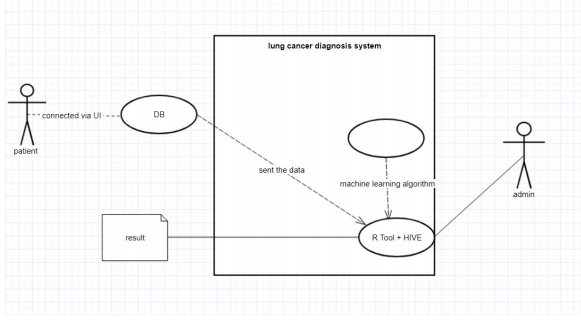 lung cancer diagnosis system
connected via UI
DB
patient
sent the data
machine learning algorithm
admin
result
R Tool + HIVE